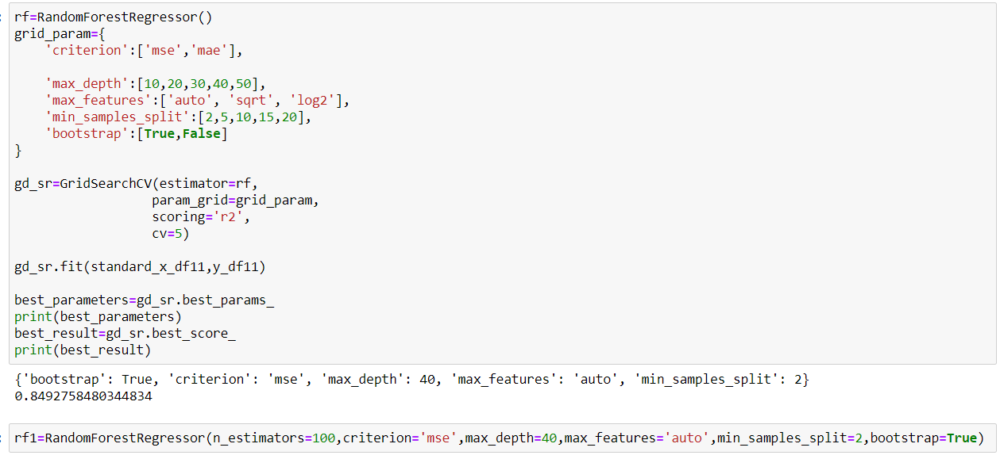 rf=RandomForestRegressor()
grid_param={
    'criterion':['mse','mae'],

    'max_depth':[10,20,30,40,50],
    'max_features':['auto', 'sqrt', 'log2'],
    'min_samples_split':[2,5,10,15,20],
    'bootstrap':[True,False]
}

gd_sr=GridSearchCV(estimator=rf,
                  param_grid=grid_param,
                  scoring='r2',
                  cv=5)

gd_sr.fit(standard_x_df11,y_df11)

best_parameters=gd_sr.best_params_
print(best_parameters)
best_result=gd_sr.best_score_
print(best_result)
{'bootstrap': True, 'criterion': 'mse', 'max_depth': 40, 'max_features': 'auto', 'min_samples_split': 2}
0.8492758480344834
rf1=RandomForestRegressor(n_estimators=100,criterion='mse',max_depth=40,max_features='auto',min_samples_split=2,bootstrap=True)